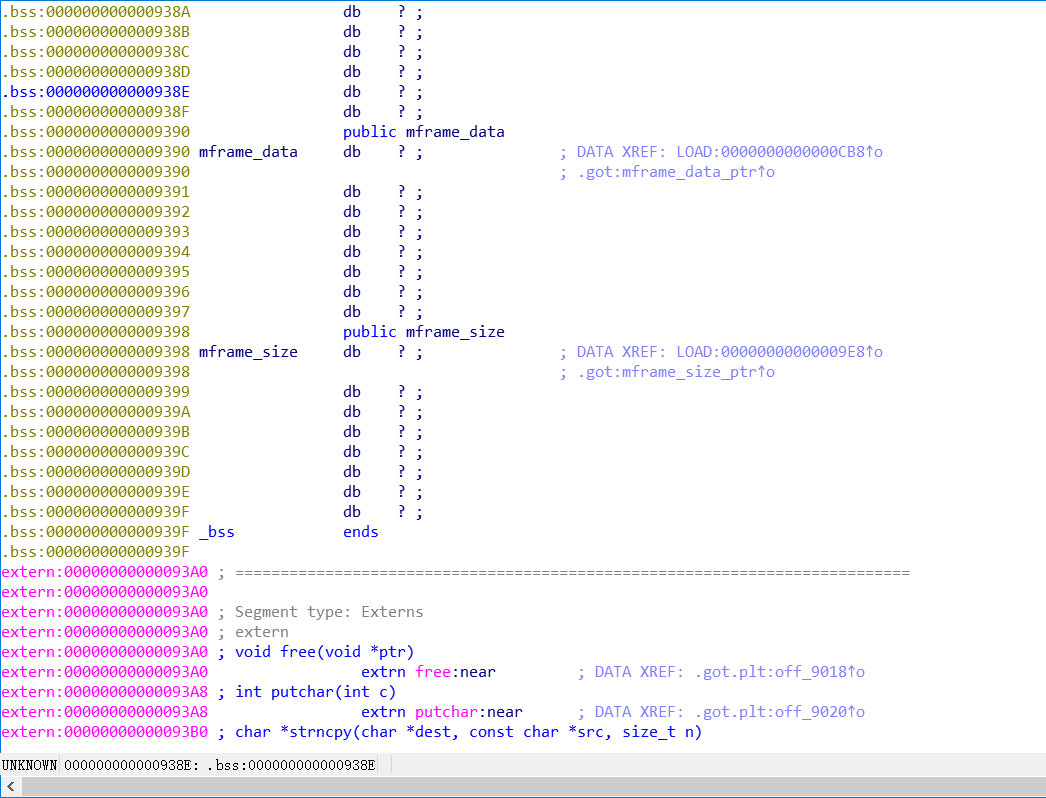 .bss:000000000000938A db ? ;
.bss:000000000000938B db ? ;
.bss:000000000000938C db ? ;
.bss:000000000000938D db ? ;
.bss:000000000000938E db ? ;
.bss:000000000000938F db ? ;
.bss:0000000000009390 public mframe_data
.bss:0000000000009390 mframe_data db ? ; ; DATA XREF: LOAD:0000000000000CB8↑o
.bss:0000000000009390 ; .got:mframe_data_ptr↑o
.bss:0000000000009391 db ? ;
.bss:0000000000009392 db ? ;
.bss:0000000000009393 db ? ;
.bss:0000000000009394 db ? ;
.bss:0000000000009395 db ? ;
.bss:0000000000009396 db ? ;
.bss:0000000000009397 db ? ;
.bss:0000000000009398 public mframe_size
.bss:0000000000009398 mframe_size db ? ; ; DATA XREF: LOAD:00000000000009E8↑o
.bss:0000000000009398 ; .got:mframe_size_ptr↑o
.bss:0000000000009399 db ? ;
.bss:000000000000939A db ? ;
.bss:000000000000939B db ? ;
.bss:000000000000939C db ? ;
.bss:000000000000939D db ? ;
.bss:000000000000939E db ? ;
.bss:000000000000939F db ? ;
.bss:000000000000939F _bss ends
.bss:000000000000939F
extern:00000000000093A0 ; ===========================================================================
extern:00000000000093A0
extern:00000000000093A0 ; Segment type: Externs
extern:00000000000093A0 ; extern
extern:00000000000093A0 ; void free(void *ptr)
extern:00000000000093A0 extrn free:near ; DATA XREF: .got.plt:off_9018↑o
extern:00000000000093A8 ; int putchar(int c)
extern:00000000000093A8 extrn putchar:near ; DATA XREF: .got.plt:off_9020↑o
extern:00000000000093B0 ; char *strncpy(char *dest, const char *src, size_t n)
UNKNOWN 000000000000938E: .bss:000000000000938E